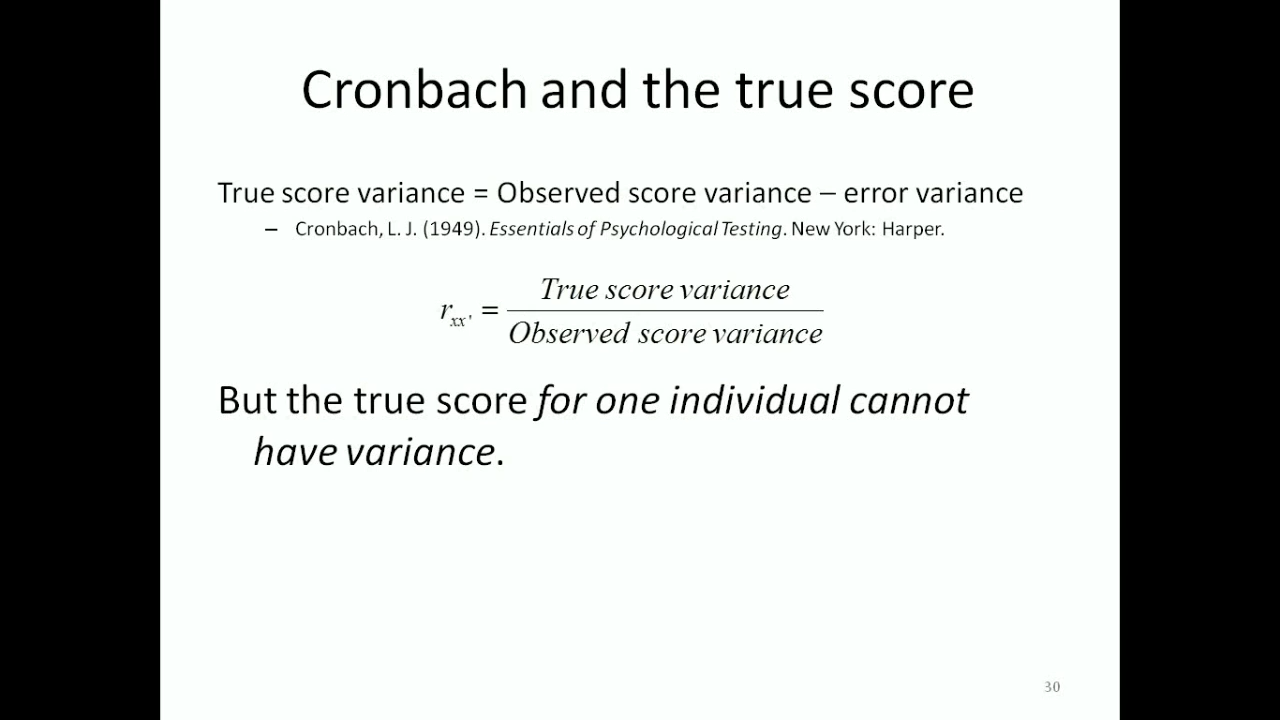 Cronbach and the true score
True score variance = Observed score variance – error variance
– Cronbach, L. J. (1949). Essentials of Psychological Testing. New York: Harper.
r_xx' = True score variance / Observed score variance
But the true score for one individual cannot
have variance.
30